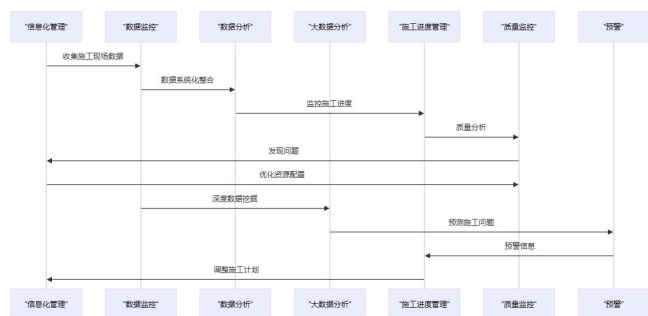 "信息化管理" "数据监控" "数据分析" "大数据分析" "施工进度管理" "质量监控" "预警"
收集施工现场数据
数据系统化整合
监控施工进度
质量分析
发现问题
优化资源配置
深度数据挖掘
预测施工问题
预警信息
调整施工计划
"信息化管理" "数据监控" "数据分析" "大数据分析" "施工进度管理" "质量监控" "预警"